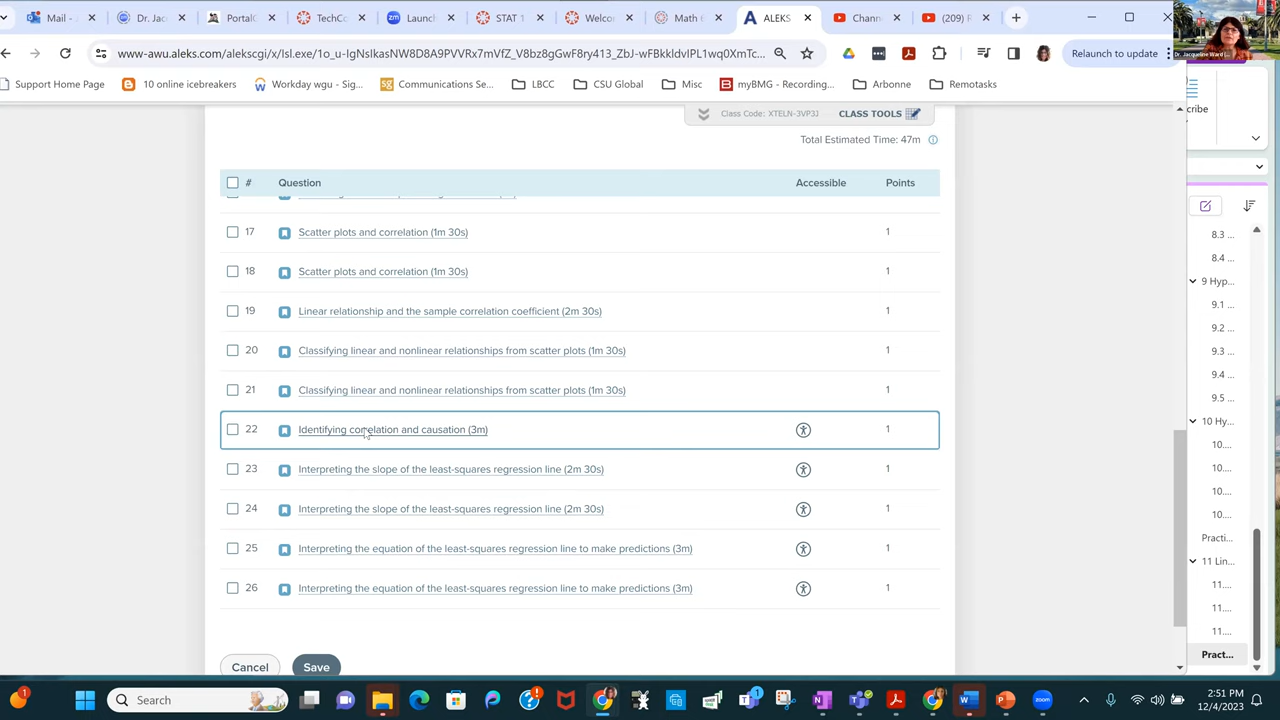 Mail -
Dr. Jac
PortalG
TechCo
Launch
STAT
Welcon
Math
ALEKS
Chann
(209)
www-awu.aleks.com/alekscgi/x/Isl.exe/1o_u-
Relaunch to update
Dr. Jacqueline Ward
Support Home Page
10 online icebreakers
Workday wgu - Sig...
Communications Se
LBCC
CSU Global
Misc
myBRCC - Recording...
Arbonne
Remotasks
cribe
Class Code: XTELN-3VP3J
CLASS TOOLS
Total Estimated Time: 47m
# Question Accessible Points
17 Scatter plots and correlation (1m 30s) 1
18 Scatter plots and correlation (1m 30s) 1
19 Linear relationship and the sample correlation coefficient (2m 30s) 1
20 Classifying linear and nonlinear relationships from scatter plots (1m 30s) 1
21 Classifying linear and nonlinear relationships from scatter plots (1m 30s) 1
22 Identifying correlation and causation (3m) 1
23 Interpreting the slope of the least-squares regression line (2m 30s) 1
24 Interpreting the slope of the least-squares regression line (2m 30s) 1
25 Interpreting the equation of the least-squares regression line to make predictions (3m) 1
26 Interpreting the equation of the least-squares regression line to make predictions (3m) 1
Cancel Save
8.3 ...
8.4 ...
9 Hyp...
9.1 ...
9.2 ...
9.3 ...
9.4 ...
9.5 ...
10 Hy...
10....
10....
10....
10....
Practi...
11 Lin...
11....
11....
11....
Pract...
Search
2:51 PM
12/4/2023